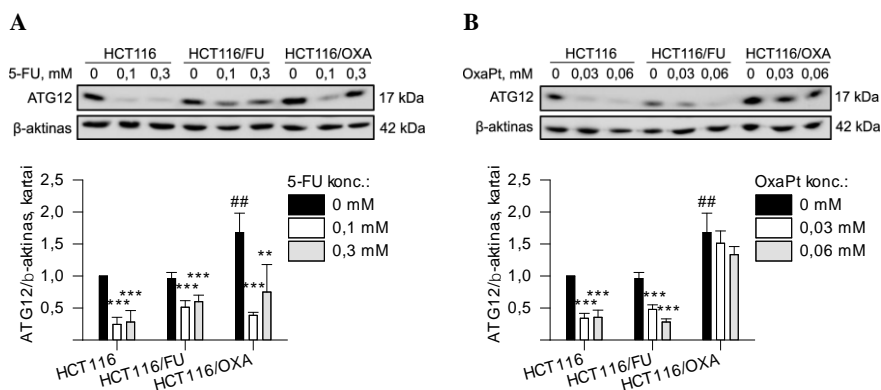 A
HCT116 HCT116/FU HCT116/OXA
5-FU, mM 0 0,1 0,3 0 0,1 0,3 0 0,1 0,3
ATG12 17 kDa
β-aktinas 42 kDa
ATG12/b-aktinas, kartai
2,5
2,0
1,5
1,0
0,5
*** *** *** *** ## *** **
HCT116
HCT116/FU
HCT116/OXA
5-FU konc.:
0 mM
0,1 mM
0,3 mM
B
HCT116 HCT116/FU HCT116/OXA
OxaPt, mM 0 0,03 0,06 0 0,03 0,06 0 0,03 0,06
ATG12 17 kDa
β-aktinas 42 kDa
ATG12/b-aktinas, kartai
2,5
2,0
1,5
1,0
0,5
*** *** *** *** ##
HCT116
HCT116/FU
HCT116/OXA
OxaPt konc.:
0 mM
0,03 mM
0,06 mM